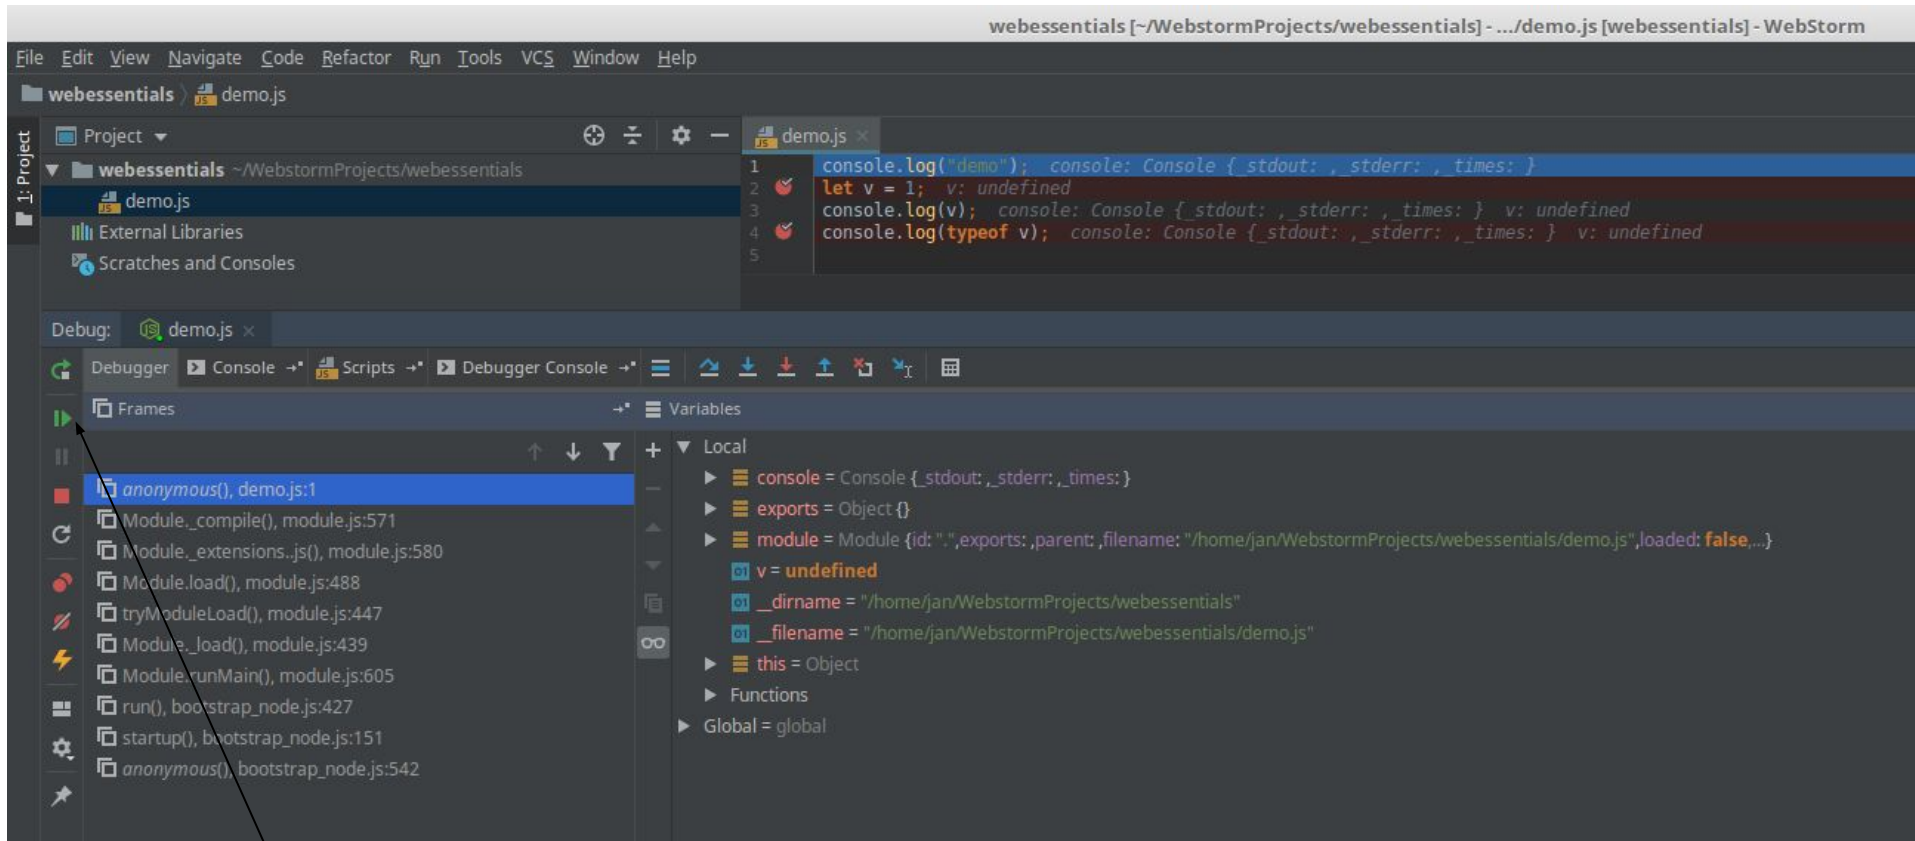 webessentials [~/WebstormProjects/webessentials] - .../demo.js [webessentials] - WebStorm
File Edit View Navigate Code Refactor Run Tools VCS Window Help
webessentials demo.js
1: Project
Project
webessentials ~/WebstormProjects/webessentials
demo.js
External Libraries
Scratches and Consoles
demo.js
1 console.log("demo"); console: Console {_stdout: ,_stderr: ,_times: }
2 let v = 1; v: undefined
3 console.log(v); console: Console {_stdout: ,_stderr: ,_times: } v: undefined
4 console.log(typeof v); console: Console {_stdout: ,_stderr: ,_times: } v: undefined
5
Debug: demo.js
Debugger Console Scripts Debugger Console
Frames
anonymous(), demo.js:1
Module._compile(), module.js:571
Module._extensions..js(), module.js:580
Module.load(), module.js:488
tryModuleLoad(), module.js:447
Module._load(), module.js:439
Module.runMain(), module.js:605
run(), bootstrap_node.js:427
startup(), bootstrap_node.js:151
anonymous(), bootstrap_node.js:542
Variables
Local
console = Console {_stdout: ,_stderr: ,_times: }
exports = Object {}
module = Module {id: ".",exports: ,parent: ,filename: "/home/jan/WebstormProjects/webessentials/demo.js",loaded: false,...}
v = undefined
__dirname = "/home/jan/WebstormProjects/webessentials"
__filename = "/home/jan/WebstormProjects/webessentials/demo.js"
this = Object
Functions
Global = global